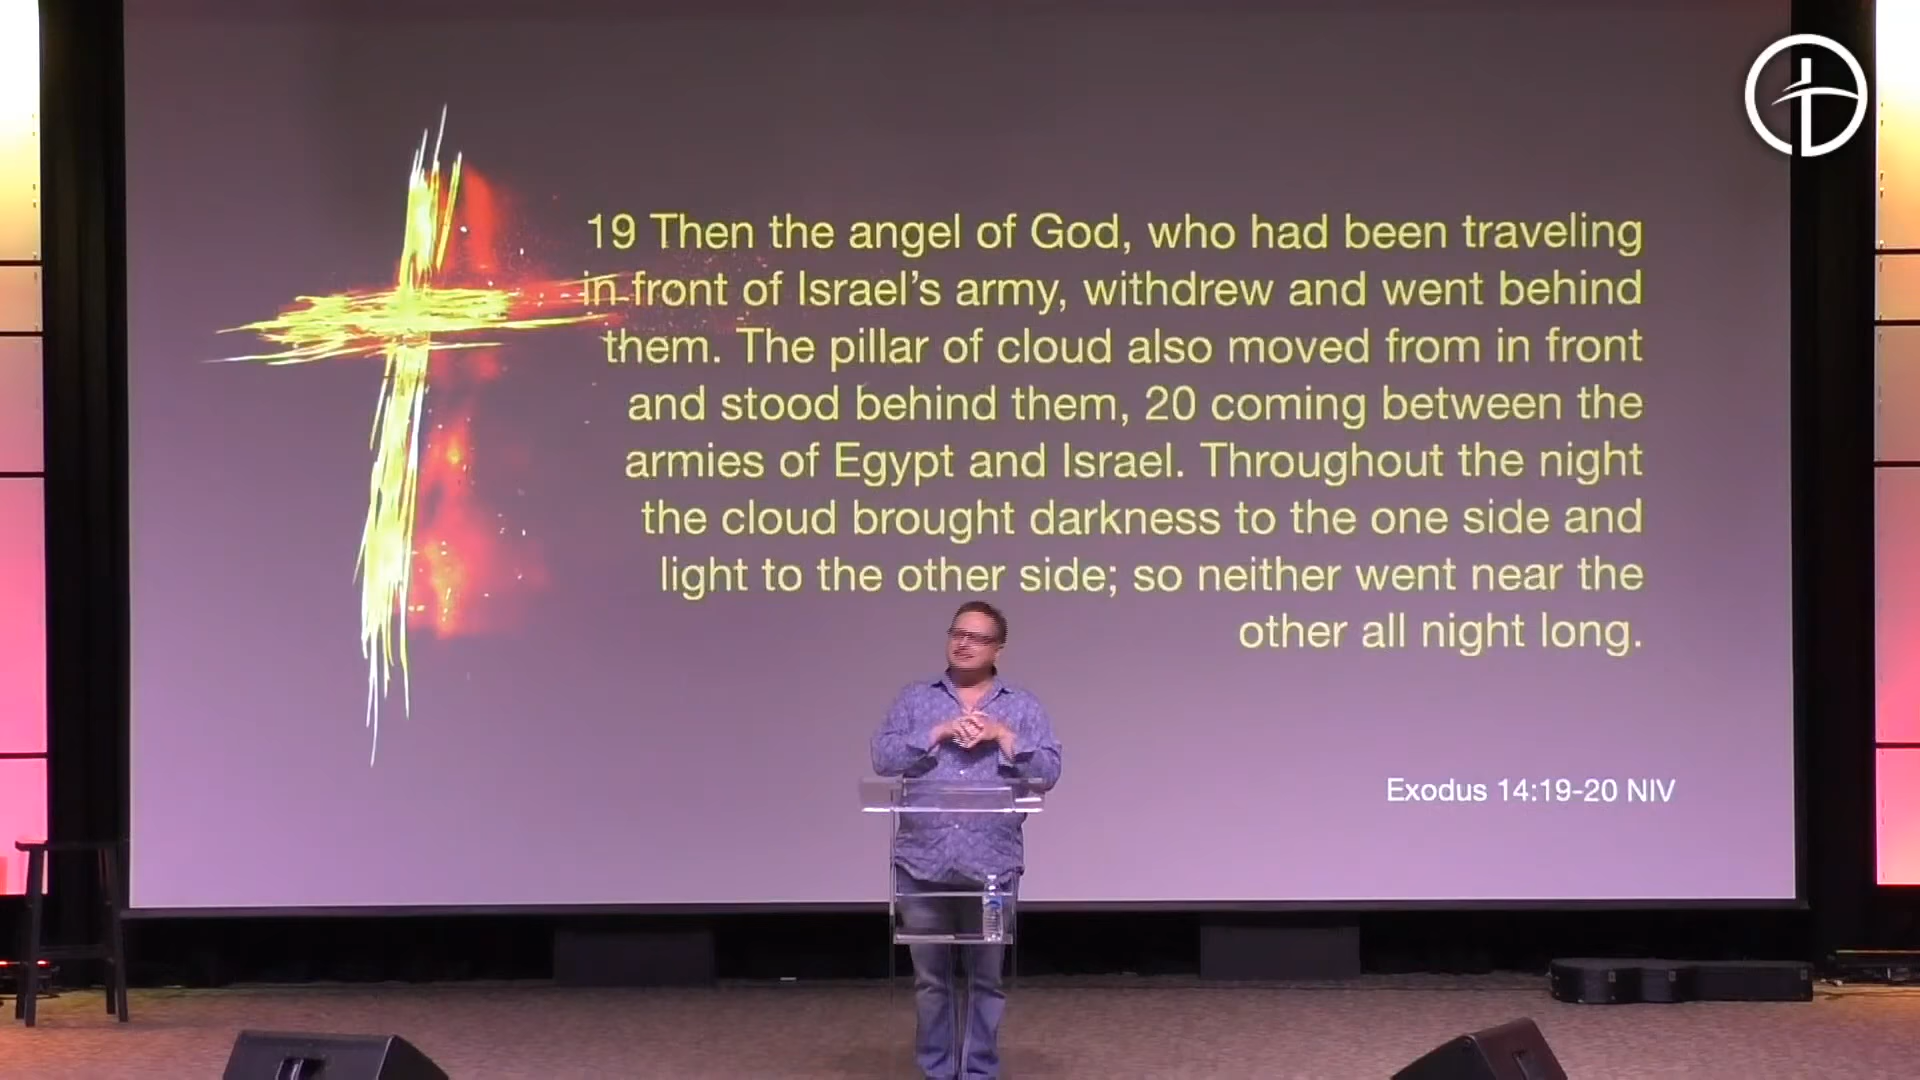 19 Then the angel of God, who had been traveling
in front of Israel’s army, withdrew and went behind
them. The pillar of cloud also moved from in front
and stood behind them, 20 coming between the
armies of Egypt and Israel. Throughout the night
the cloud brought darkness to the one side and
light to the other side; so neither went near the
other all night long.
Exodus 14:19-20 NIV